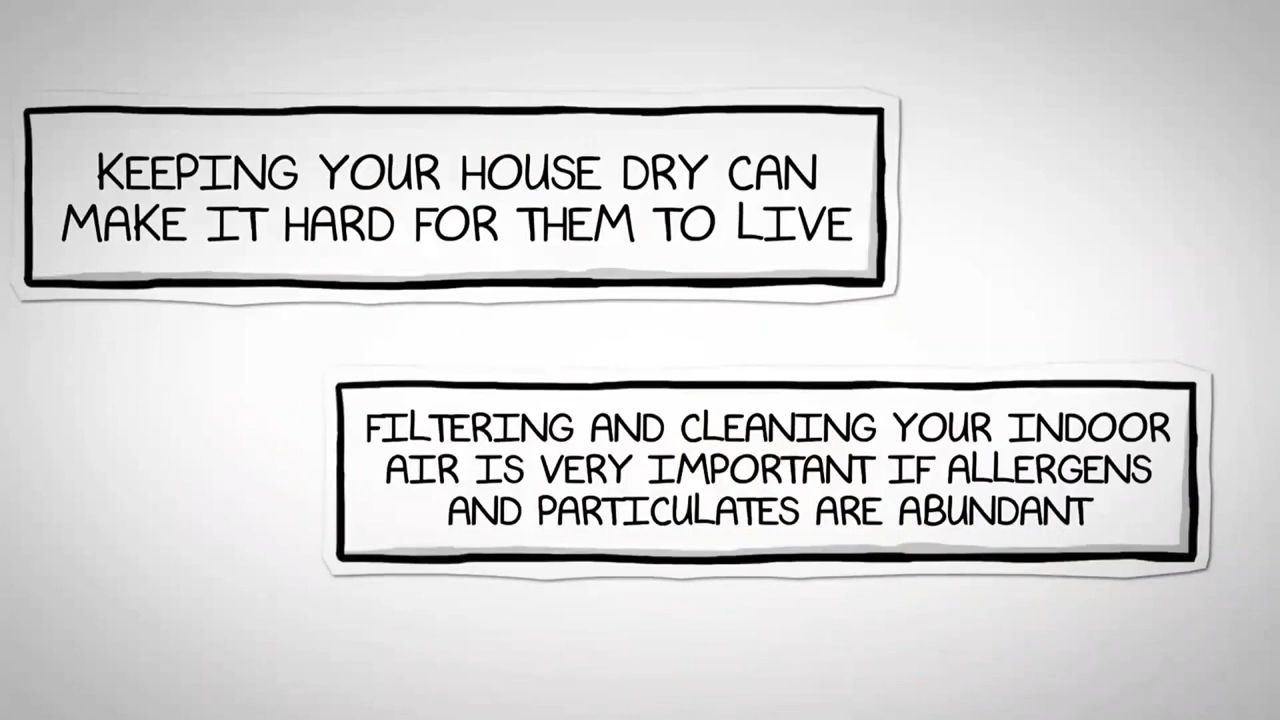 KEEPING YOUR HOUSE DRY CAN
MAKE IT HARD FOR THEM TO LIVE
FILTERING AND CLEANING YOUR INDOOR
AIR IS VERY IMPORTANT IF ALLERGENS
AND PARTICULATES ARE ABUNDANT